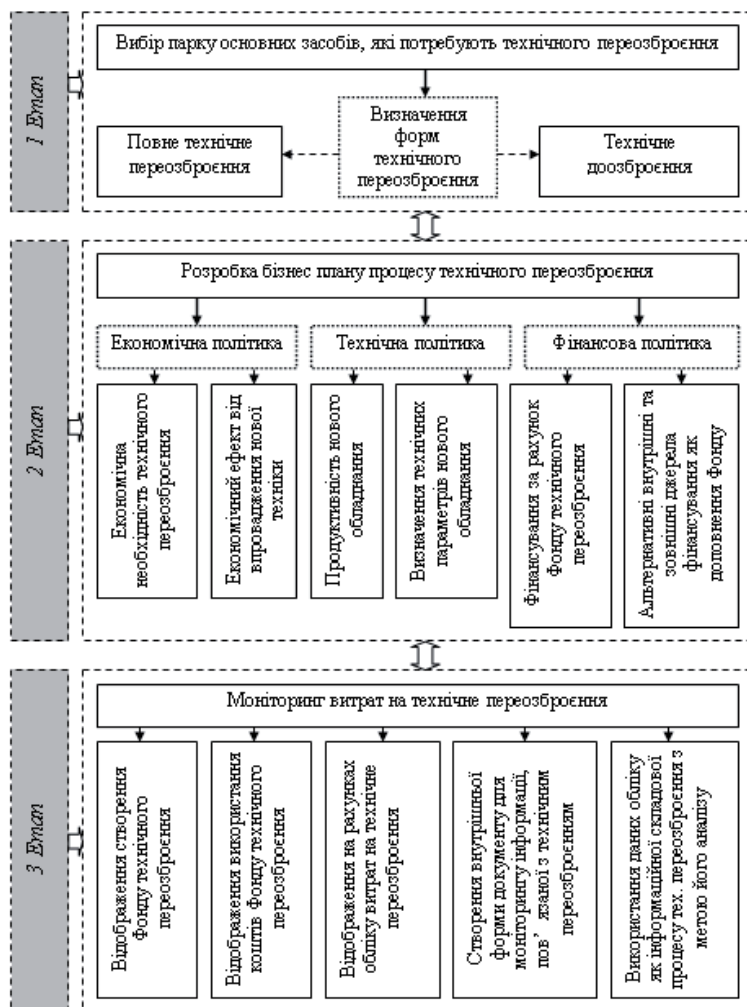 1 Етап
Вибір парку основних засобів, які потребують технічного переозброєння
Визначення
форм
технічного
переозброєння
Повне технічне
переозброєння
Технічне
доозброєння
2 Етап
Розробка бізнес плану процесу технічного переозброєння
Економічна політика
Технічна політика
Фінансова політика
Економічна
необхідність технічного
переозброєння
Економічний ефект від
впровадження нової
техніки
Продуктивність нового
обладнання
Визначення технічних
параметрів нового
обладнання
Фінансування за рахунок
Фонду технічного
переозброєння
Альтернативні внутрішні та
зовнішні джерела
фінансування як
доповнення Фонду
3 Етап
Моніторинг витрат на технічне переозброєння
Відображення створення
Фонду технічного
переозброєння
Відображення використання
коштів Фонду технічного
переозброєння
Відображення на рахунках
обліку витрат на технічне
переозброєння
Створення внутрішньої
форми документу для
моніторингу інформації,
пов’ язаної з технічним
переозброєнням
Використання даних обліку
як інформаційної складової
процесу тех. переозброєння з
метою його аналізу